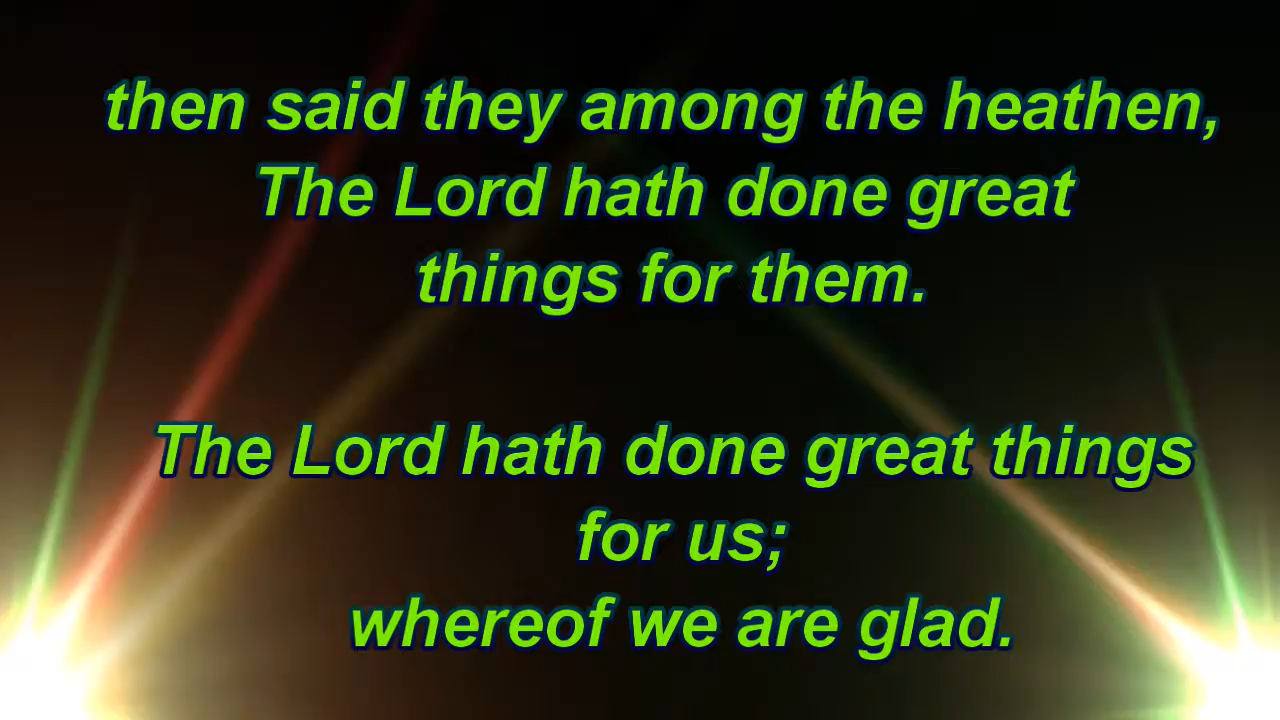 then said they among the heathen,
The Lord hath done great
things for them.
The Lord hath done great things
for us;
whereof we are glad.